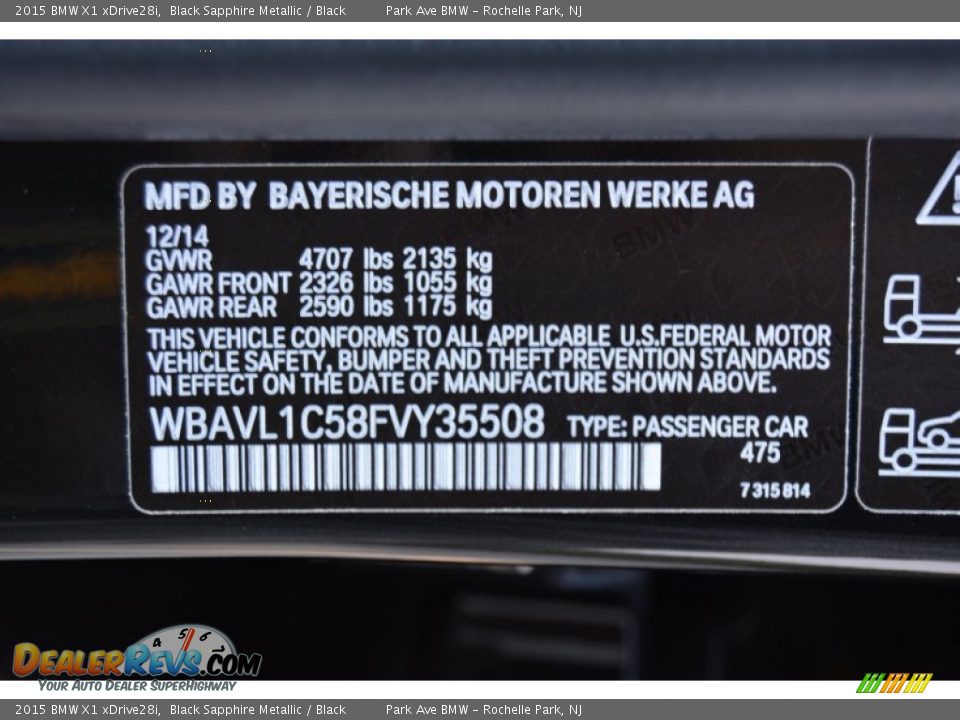 2015 BMW X1 xDrive28i, Black Sapphire Metallic / Black Park Ave BMW - Rochelle Park, NJ
MFD BY BAYERISCHE MOTOREN WERKE AG
12/14
GVWR 4707 lbs 2135 kg
GAWR FRONT 2326 lbs 1055 kg
GAWR REAR 2590 lbs 1175 kg
THIS VEHICLE CONFORMS TO ALL APPLICABLE U.S.FEDERAL MOTOR
VEHICLE SAFETY, BUMPER AND THEFT PREVENTION STANDARDS
IN EFFECT ON THE DATE OF MANUFACTURE SHOWN ABOVE.
WBAVL1C58FVY35508 TYPE: PASSENGER CAR
475
7315814
4 5 6
DEALERREVS.COM
YOUR AUTO DEALER SUPERHIGHWAY
2015 BMW X1 xDrive28i, Black Sapphire Metallic / Black Park Ave BMW - Rochelle Park, NJ